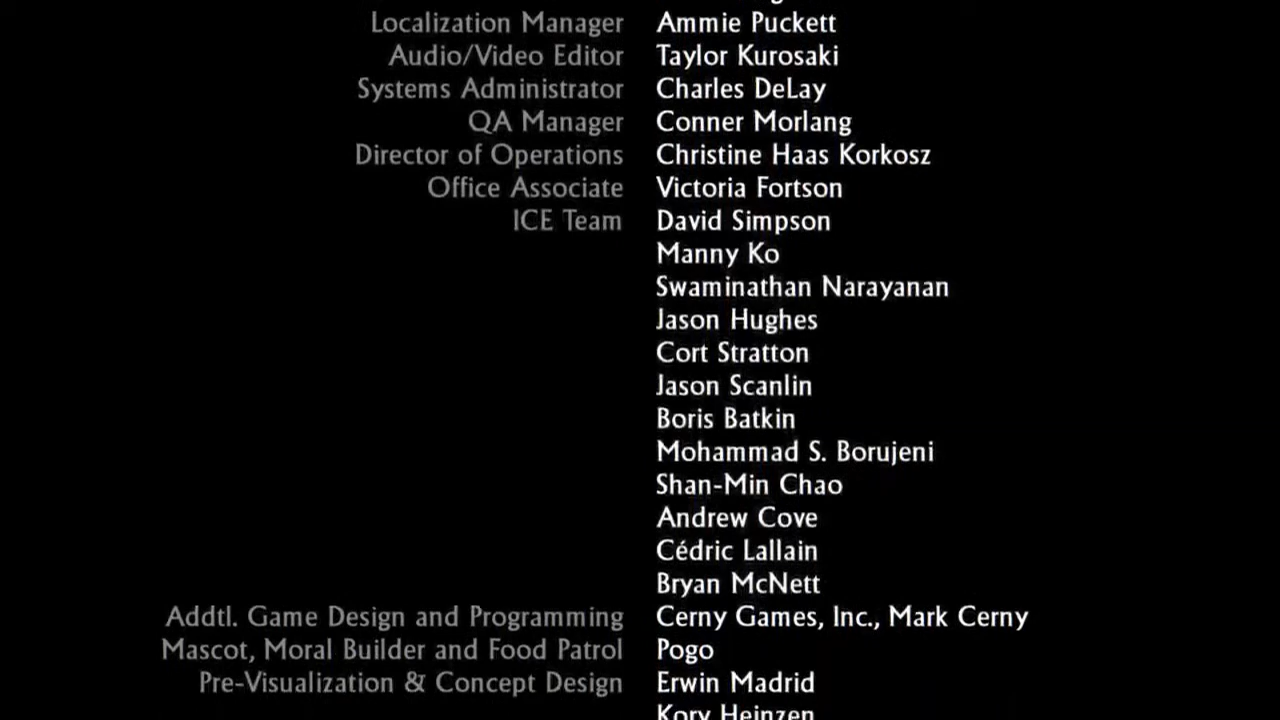 Localization Manager Ammie Puckett
Audio/Video Editor Taylor Kurosaki
Systems Administrator Charles DeLay
QA Manager Conner Morlang
Director of Operations Christine Haas Korkosz
Office Associate Victoria Fortson
ICE Team David Simpson
Manny Ko
Swaminathan Narayanan
Jason Hughes
Cort Stratton
Jason Scanlin
Boris Batkin
Mohammad S. Borujeni
Shan-Min Chao
Andrew Cove
Cédric Lallain
Bryan McNett
Addtl. Game Design and Programming Cerny Games, Inc., Mark Cerny
Mascot, Moral Builder and Food Patrol Pogo
Pre-Visualization & Concept Design Erwin Madrid
Kory Heinzen